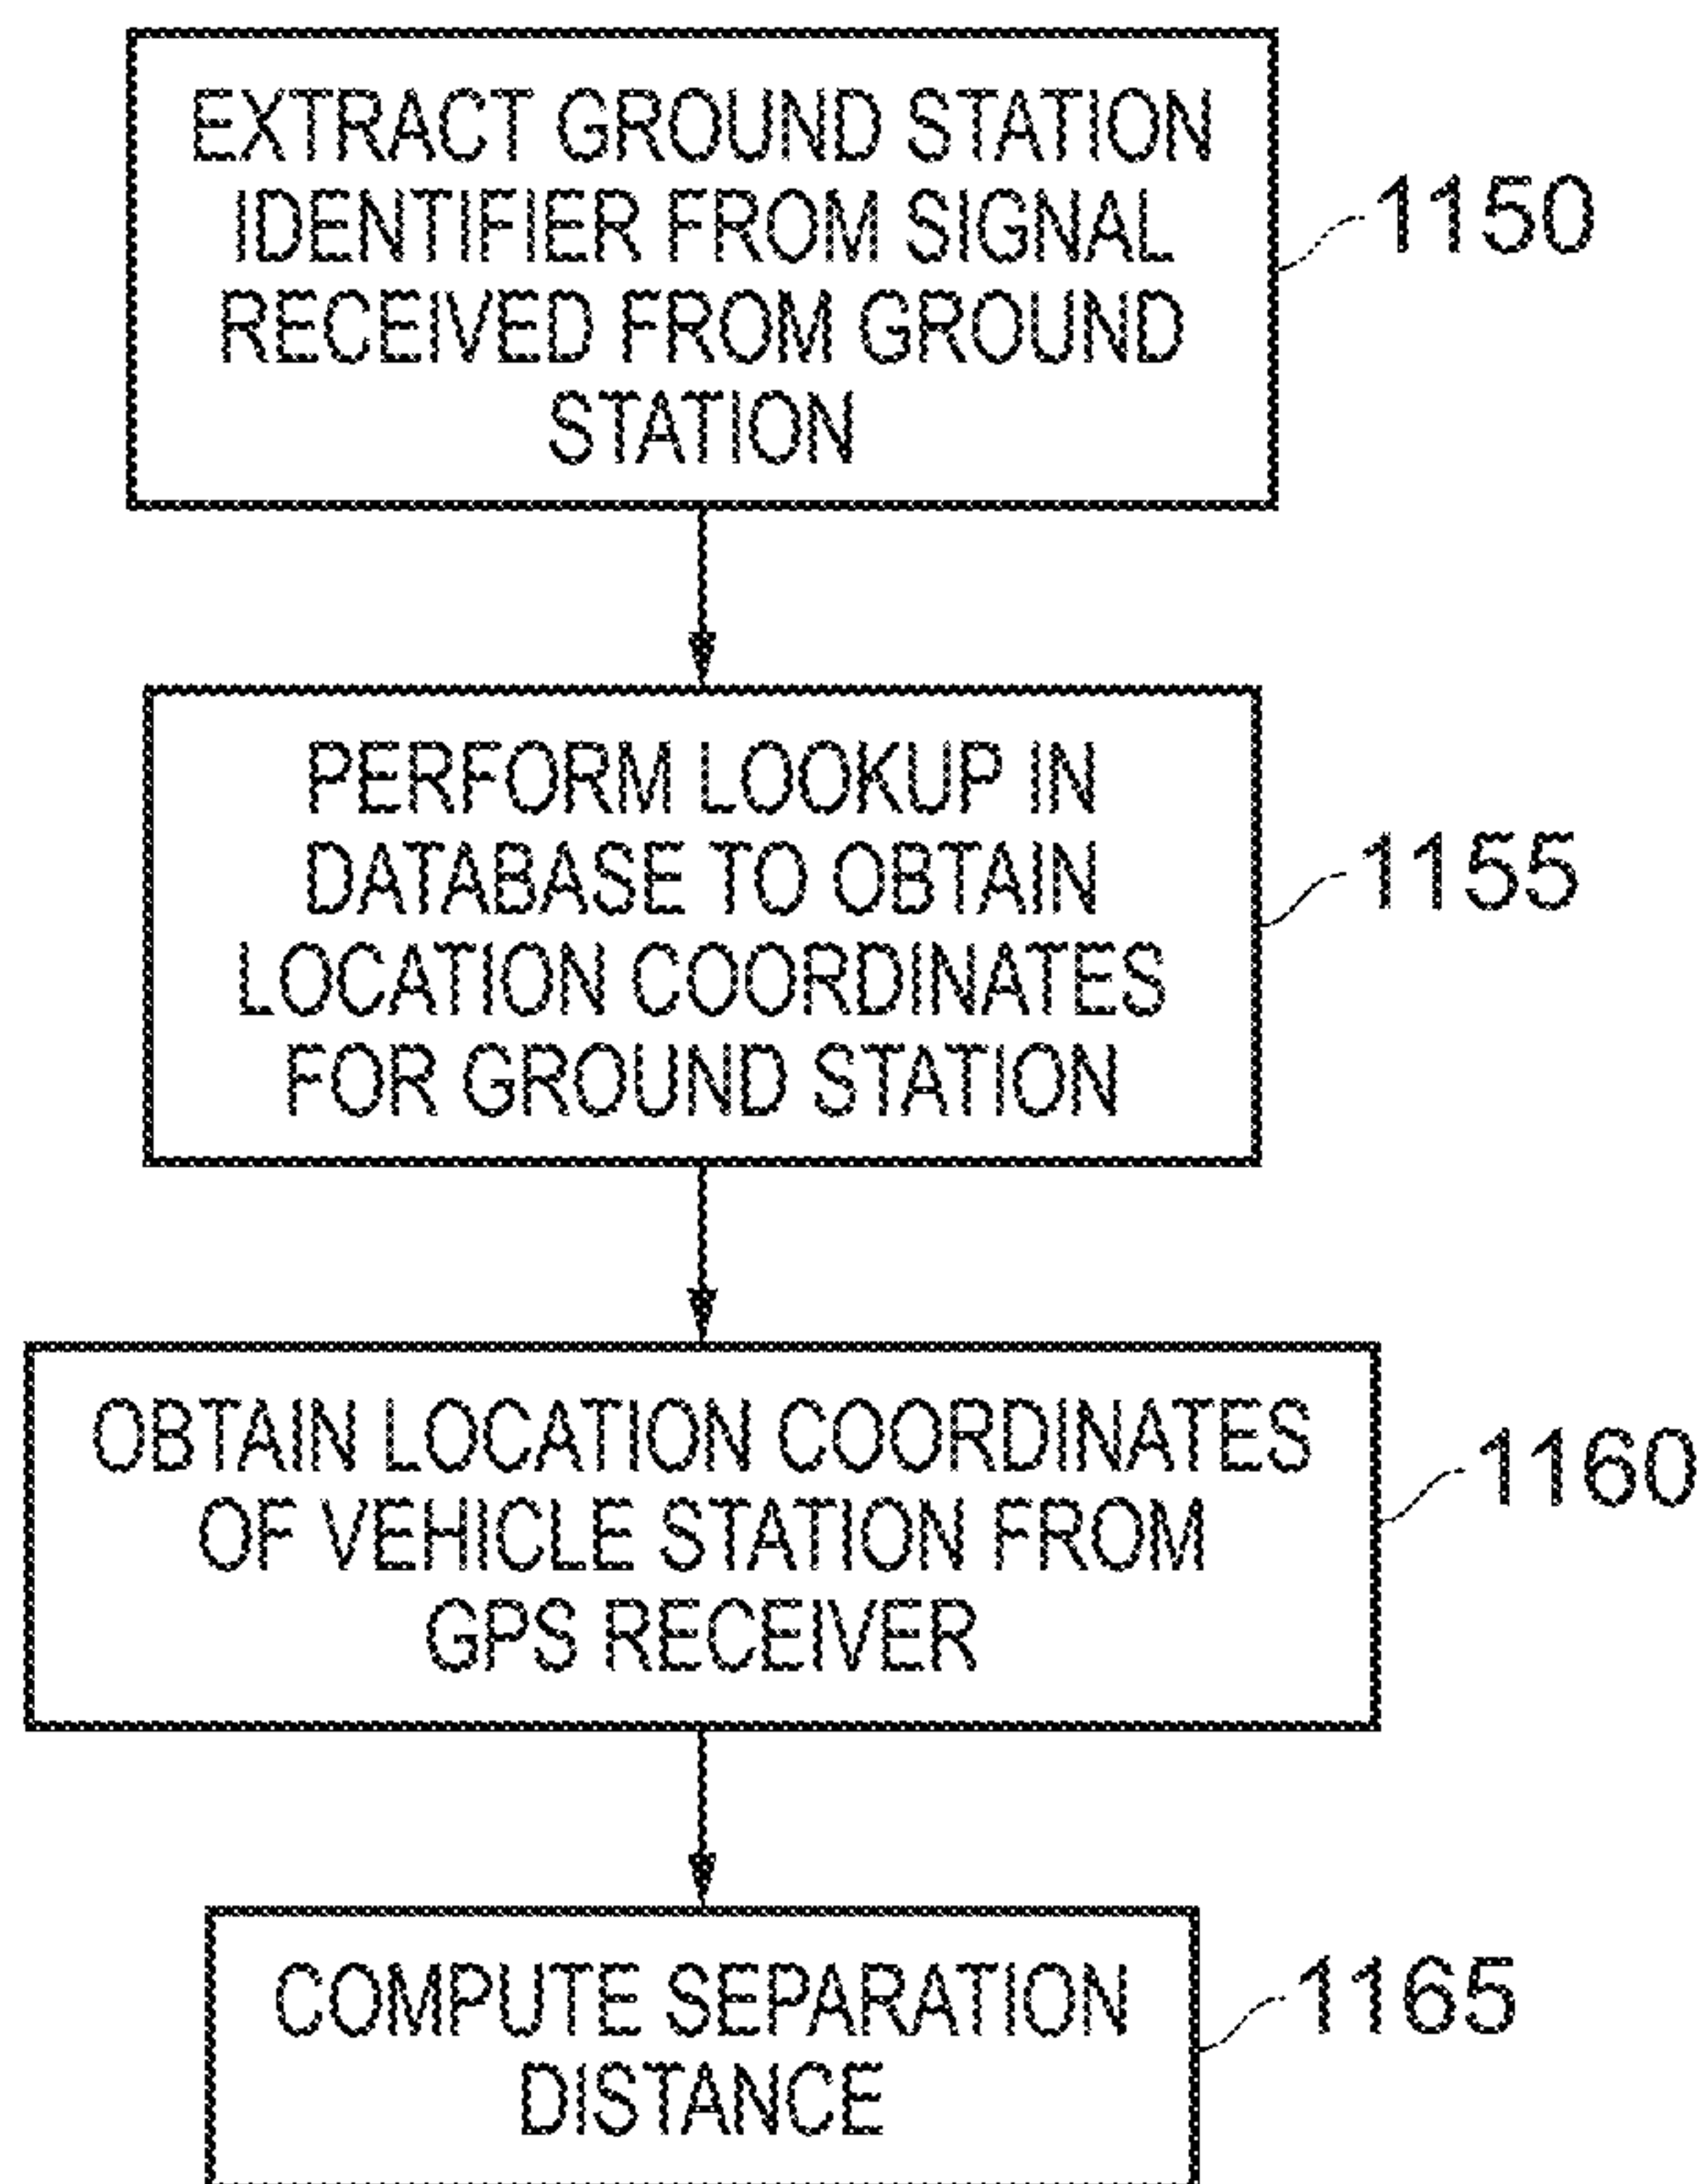 EXTRACT GROUND STATION
IDENTIFIER FROM SIGNAL
RECEIVED FROM GROUND
STATION
1150
PERFORM LOOKUP IN
DATABASE TO OBTAIN
LOCATION COORDINATES
FOR GROUND STATION
1155
OBTAIN LOCATION COORDINATES
OF VEHICLE STATION FROM
GPS RECEIVER
1160
COMPUTE SEPARATION
DISTANCE
1165